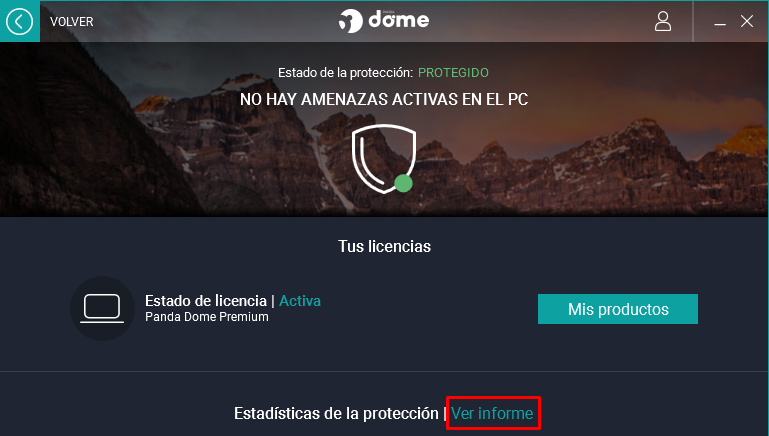 VOLVER
panda
dome
Estado de la protección: PROTEGIDO
NO HAY AMENAZAS ACTIVAS EN EL PC
Tus licencias
Estado de licencia | Activa
Panda Dome Premium
Mis productos
Estadísticas de la protección | Ver informe